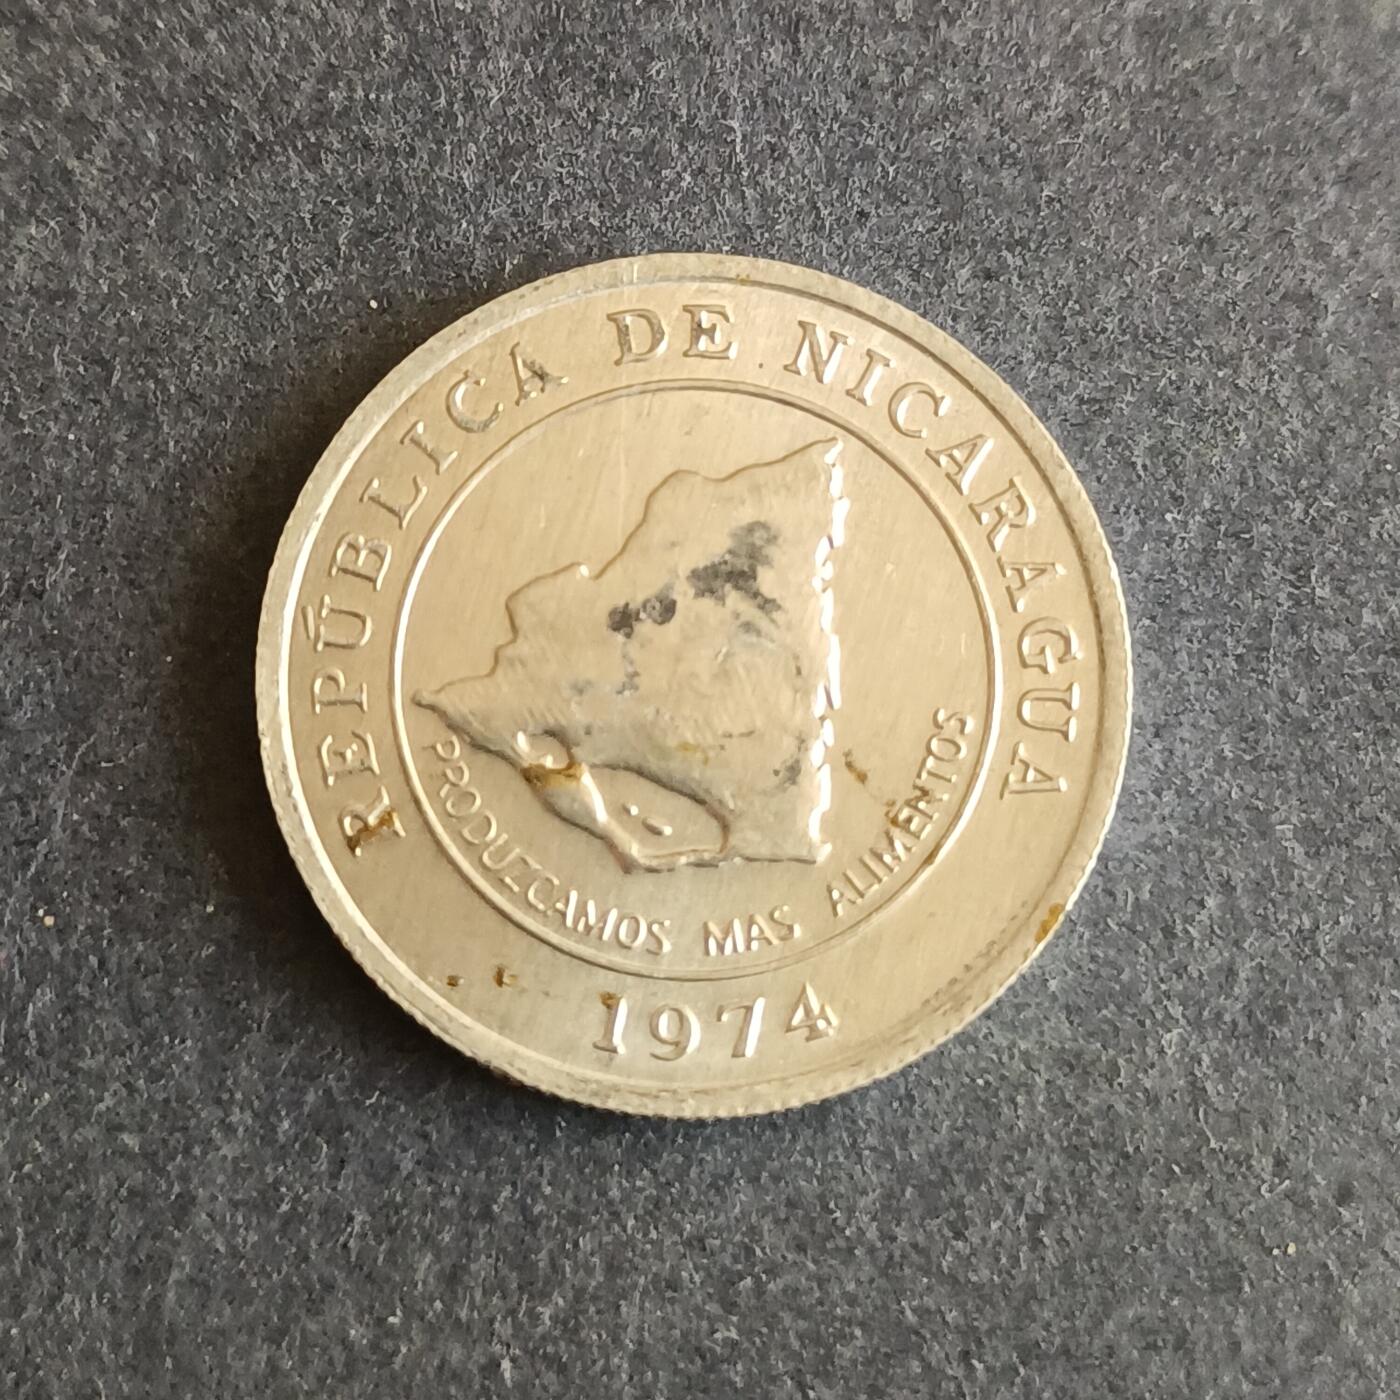 REPÚBLICA DE NICARAGUA
PRODUZCAMOS MAS ALIMENTOS
1974